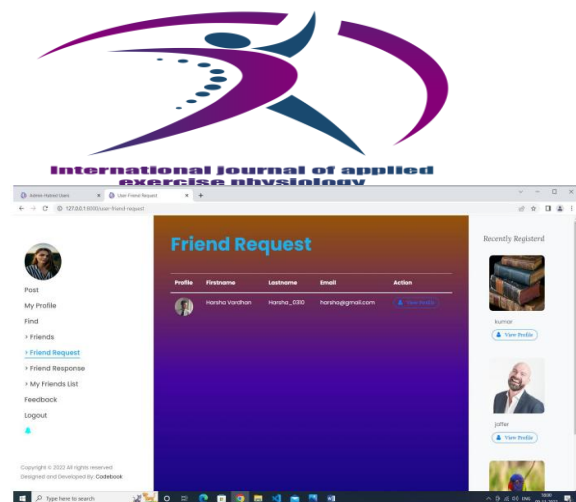 International journal of applied
exercise physiology
Admin-Hatred Users
User Friend Request
127.0.0.1:8000/user-friend-request
Post
My Profile
Find
> Friends
> Friend Request
> Friend Response
> My Friends List
Feedback
Logout
Copyright © 2022 All rights reserved
Designed and Developed By: Codebook
Friend Request
Profile Firstname Lastname Email Action
Harsha Vardhan Harsha_0310 harsha@gmail.com View Profile
Recently Registerd
kumar
View Profile
joffer
View Profile
Type here to search
ENG